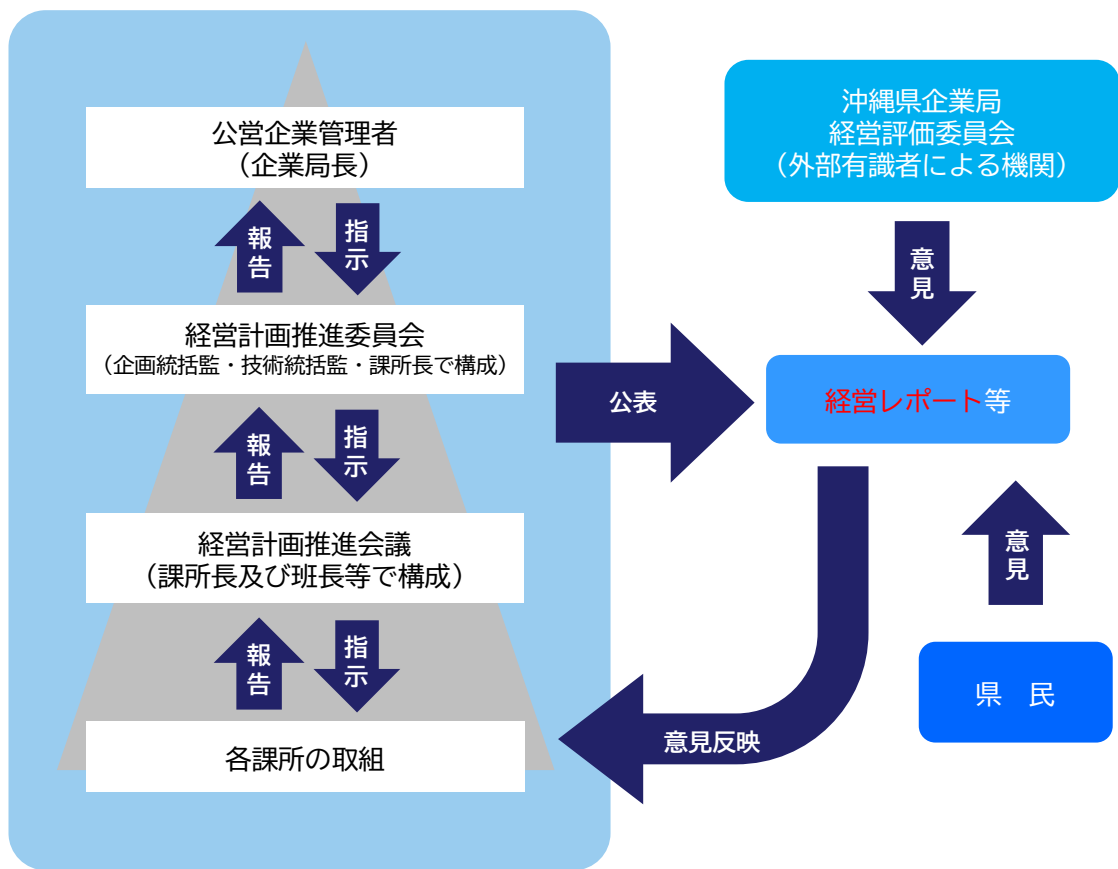 公営企業管理者
（企業局長）
報告
指示
経営計画推進委員会
（企画統括監・技術統括監・課所長で構成）
報告
指示
経営計画推進会議
（課所長及び班長等で構成）
報告
指示
各課所の取組
公表
沖縄県企業局
経営評価委員会
（外部有識者による機関）
意見
経営レポート等
意見
県　民
意見反映